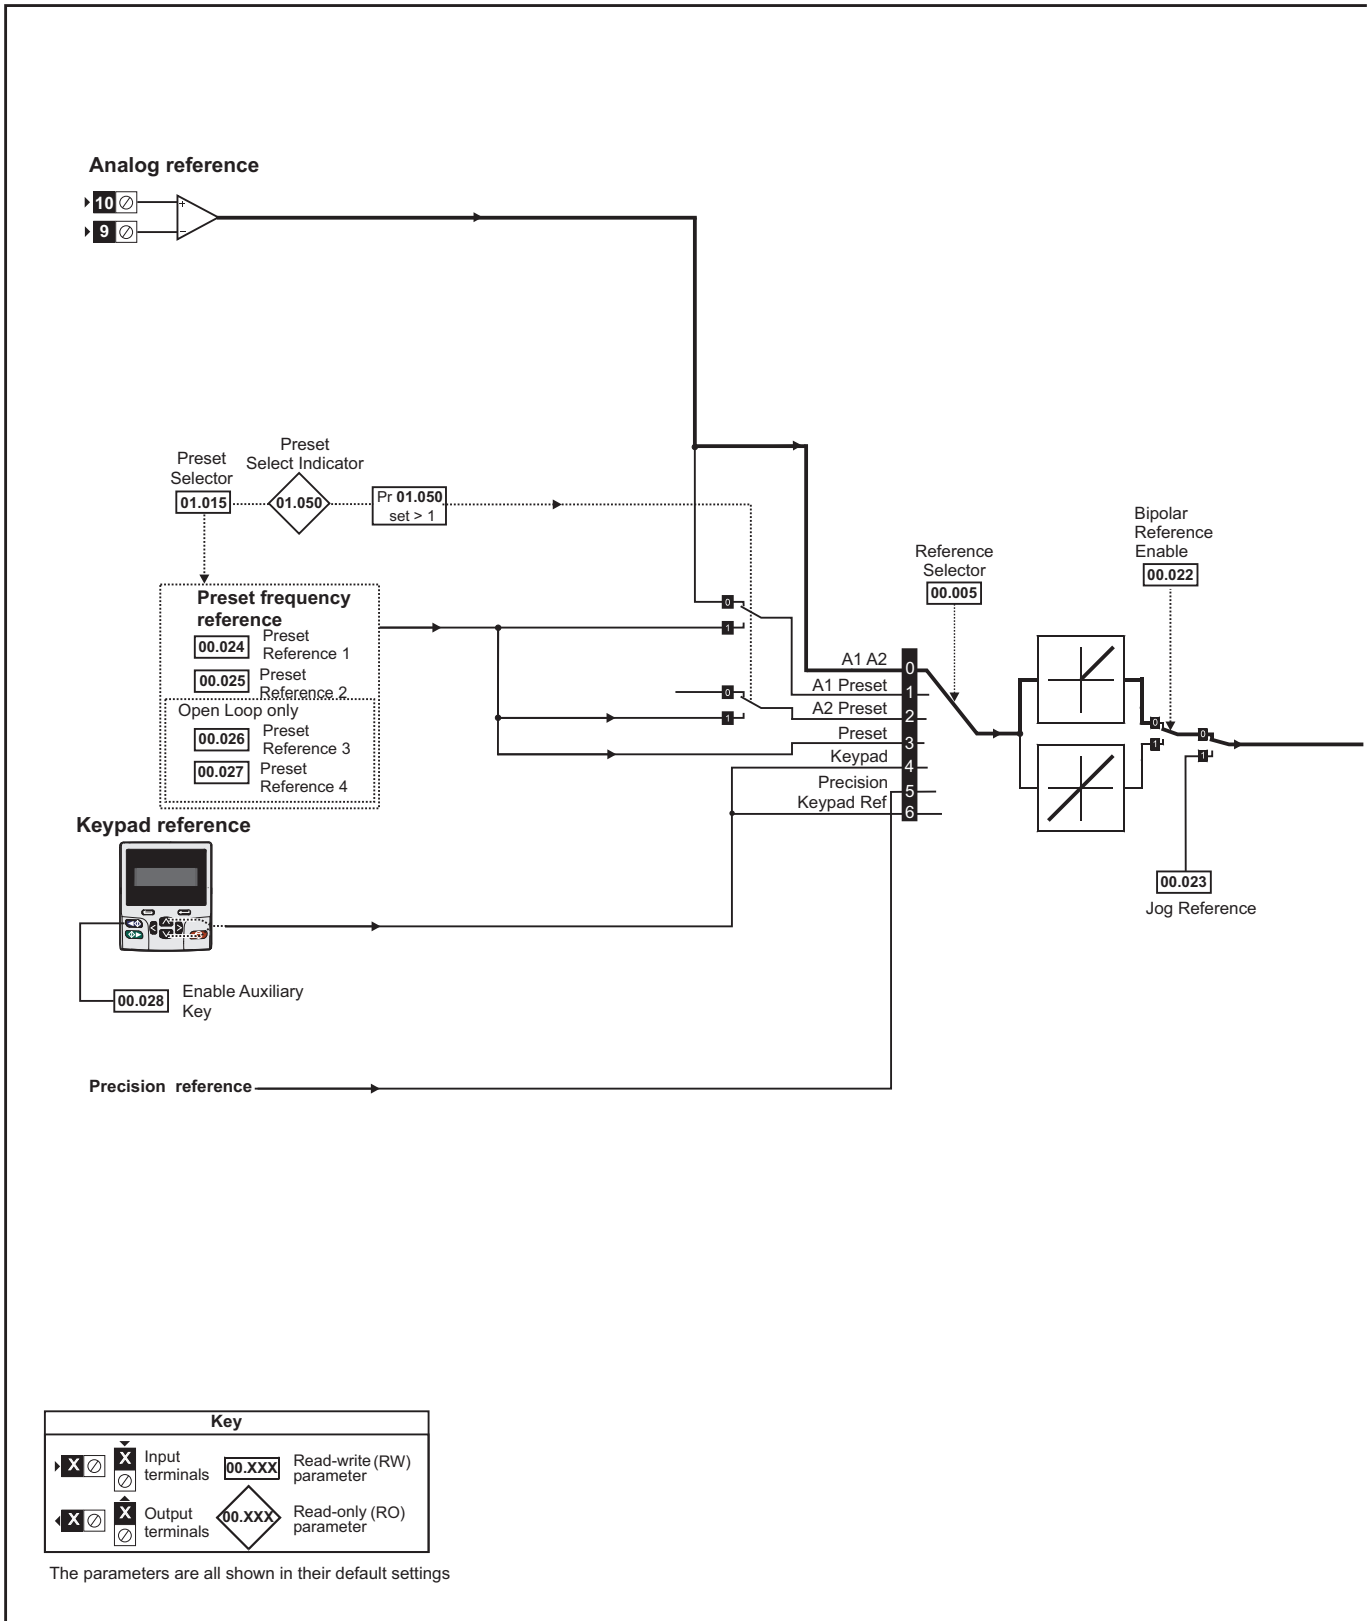 Analog reference
10
+
9
–
Preset
Select Indicator
Preset
Selector
01.015
01.050
Pr 01.050
set > 1
Preset frequency
reference
00.024
Preset
Reference 1
00.025
Preset
Reference 2
Open Loop only
00.026
Preset
Reference 3
00.027
Preset
Reference 4
0
1
0
1
A1 A2
0
A1 Preset
1
A2 Preset
2
Preset
3
Keypad
4
Precision
5
Keypad Ref
6
Reference
Selector
00.005
Bipolar
Reference
Enable
00.022
0
1
0
1
00.023
Jog Reference
Keypad reference
00.028
Enable Auxiliary
Key
Precision reference
Key
X
X
Input
terminals
00.XXX
Read-write (RW)
parameter
X
X
Output
terminals
00.XXX
Read-only (RO)
parameter
The parameters are all shown in their default settings